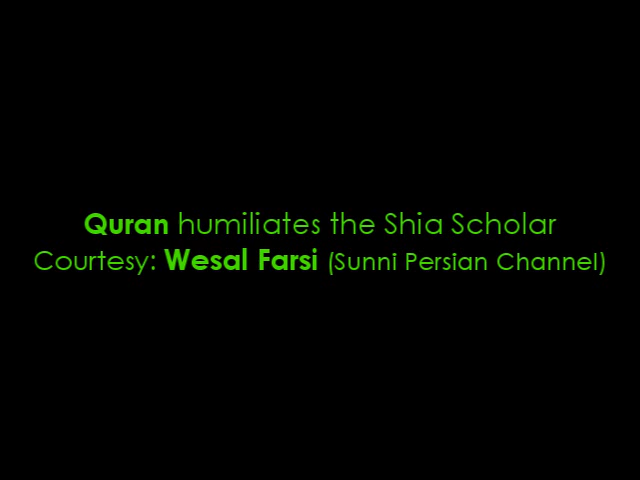 Quran humiliates the Shia Scholar
Courtesy: Wesal Farsi (Sunni Persian Channel)